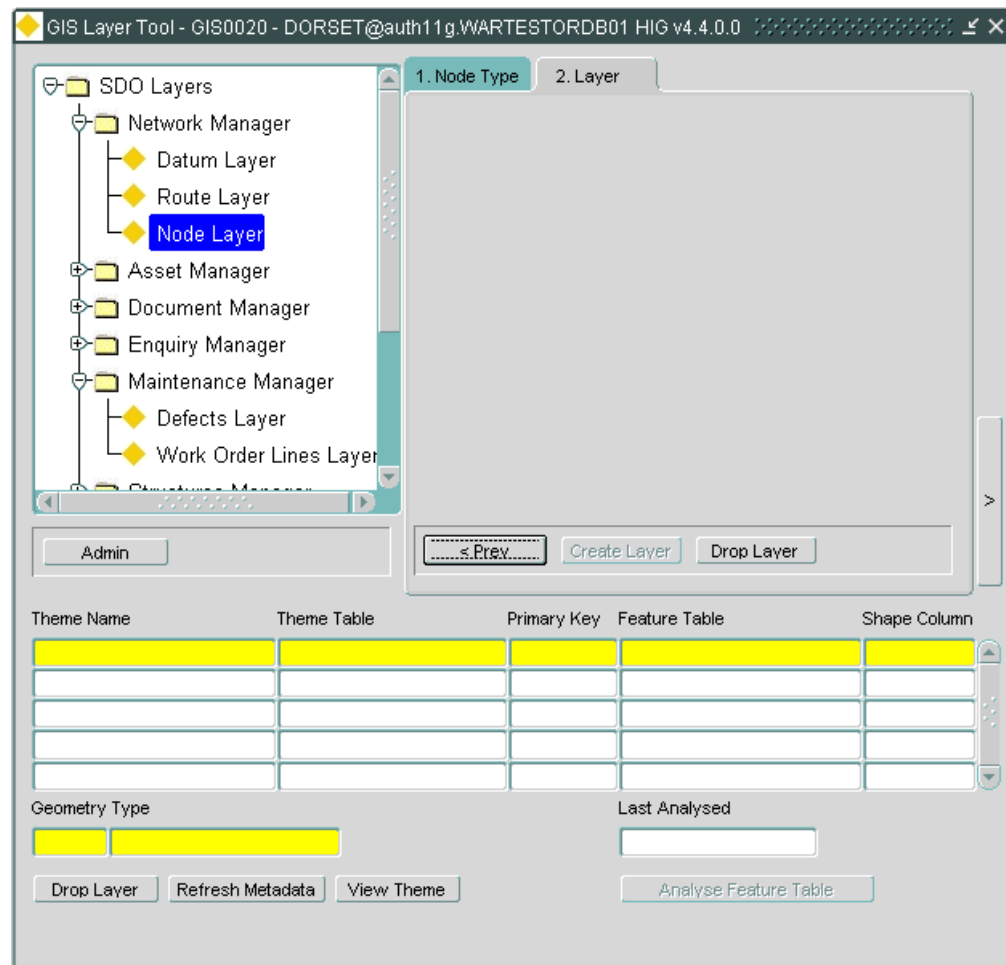 GIS Layer Tool - GIS0020 - DORSET@auth11g.WARTESTORDB01 HIG v4.4.0.0
SDO Layers
Network Manager
Datum Layer
Route Layer
Node Layer
Asset Manager
Document Manager
Enquiry Manager
Maintenance Manager
Defects Layer
Work Order Lines Layer
Structures Manager
Admin
1. Node Type
2. Layer
< Prev
Create Layer
Drop Layer
>
Theme Name Theme Table Primary Key Feature Table Shape Column
Geometry Type
Last Analysed
Drop Layer
Refresh Metadata
View Theme
Analyse Feature Table